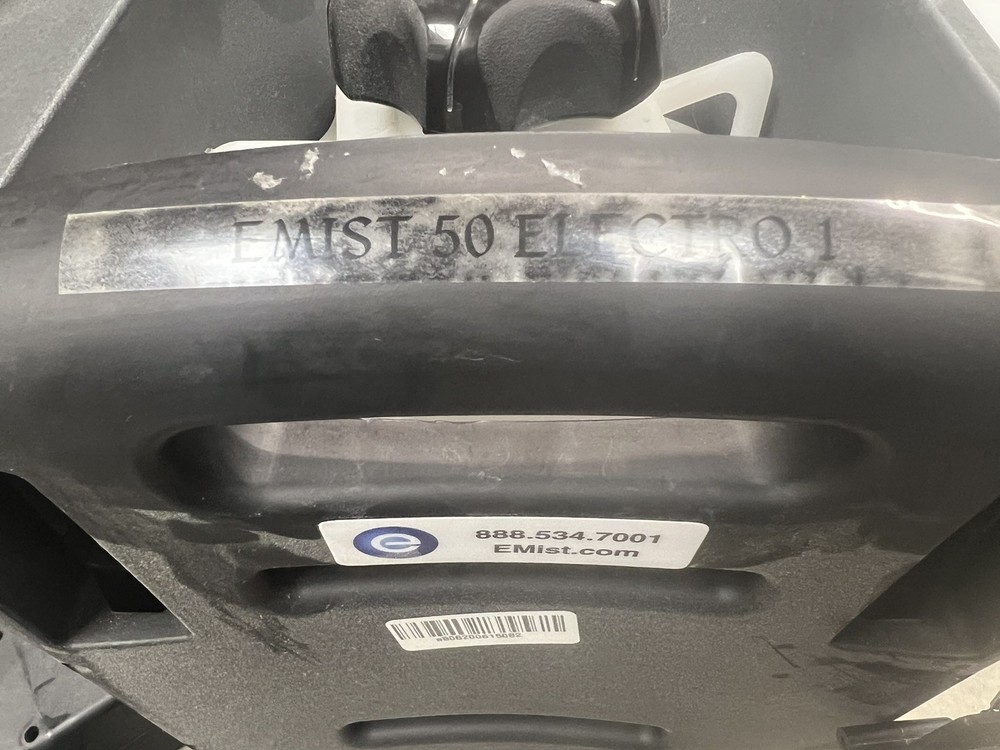 EMIST 50 ELECTRO 1
e
888.534.7001
EMist.com